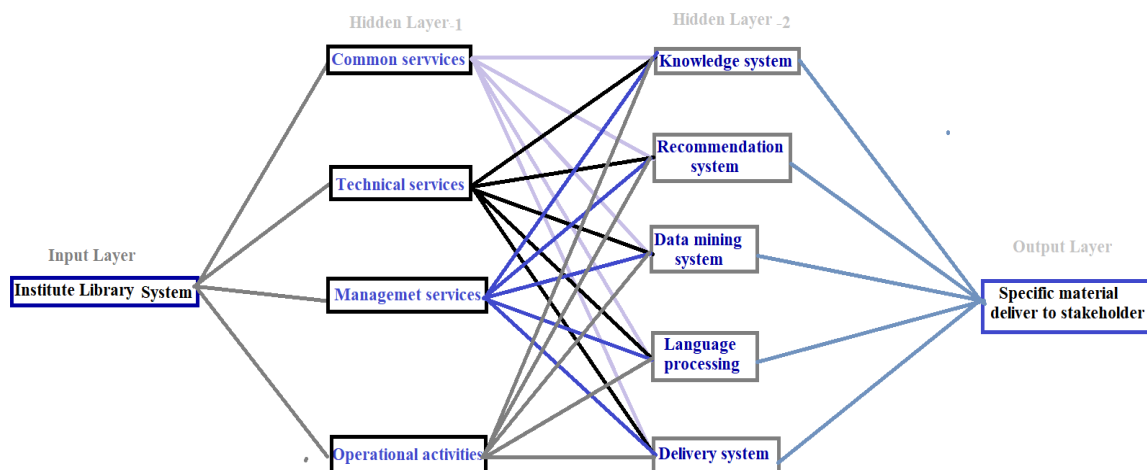 Hidden Layer-1
Hidden Layer -2
Common servvices
Knowledge system
Recommendation
system
Technical services
Data mining
system
Input Layer
Output Layer
Institute Library System
Managemet services
Specific material
deliver to stakeholder
Language
processing
Operational activities
Delivery system